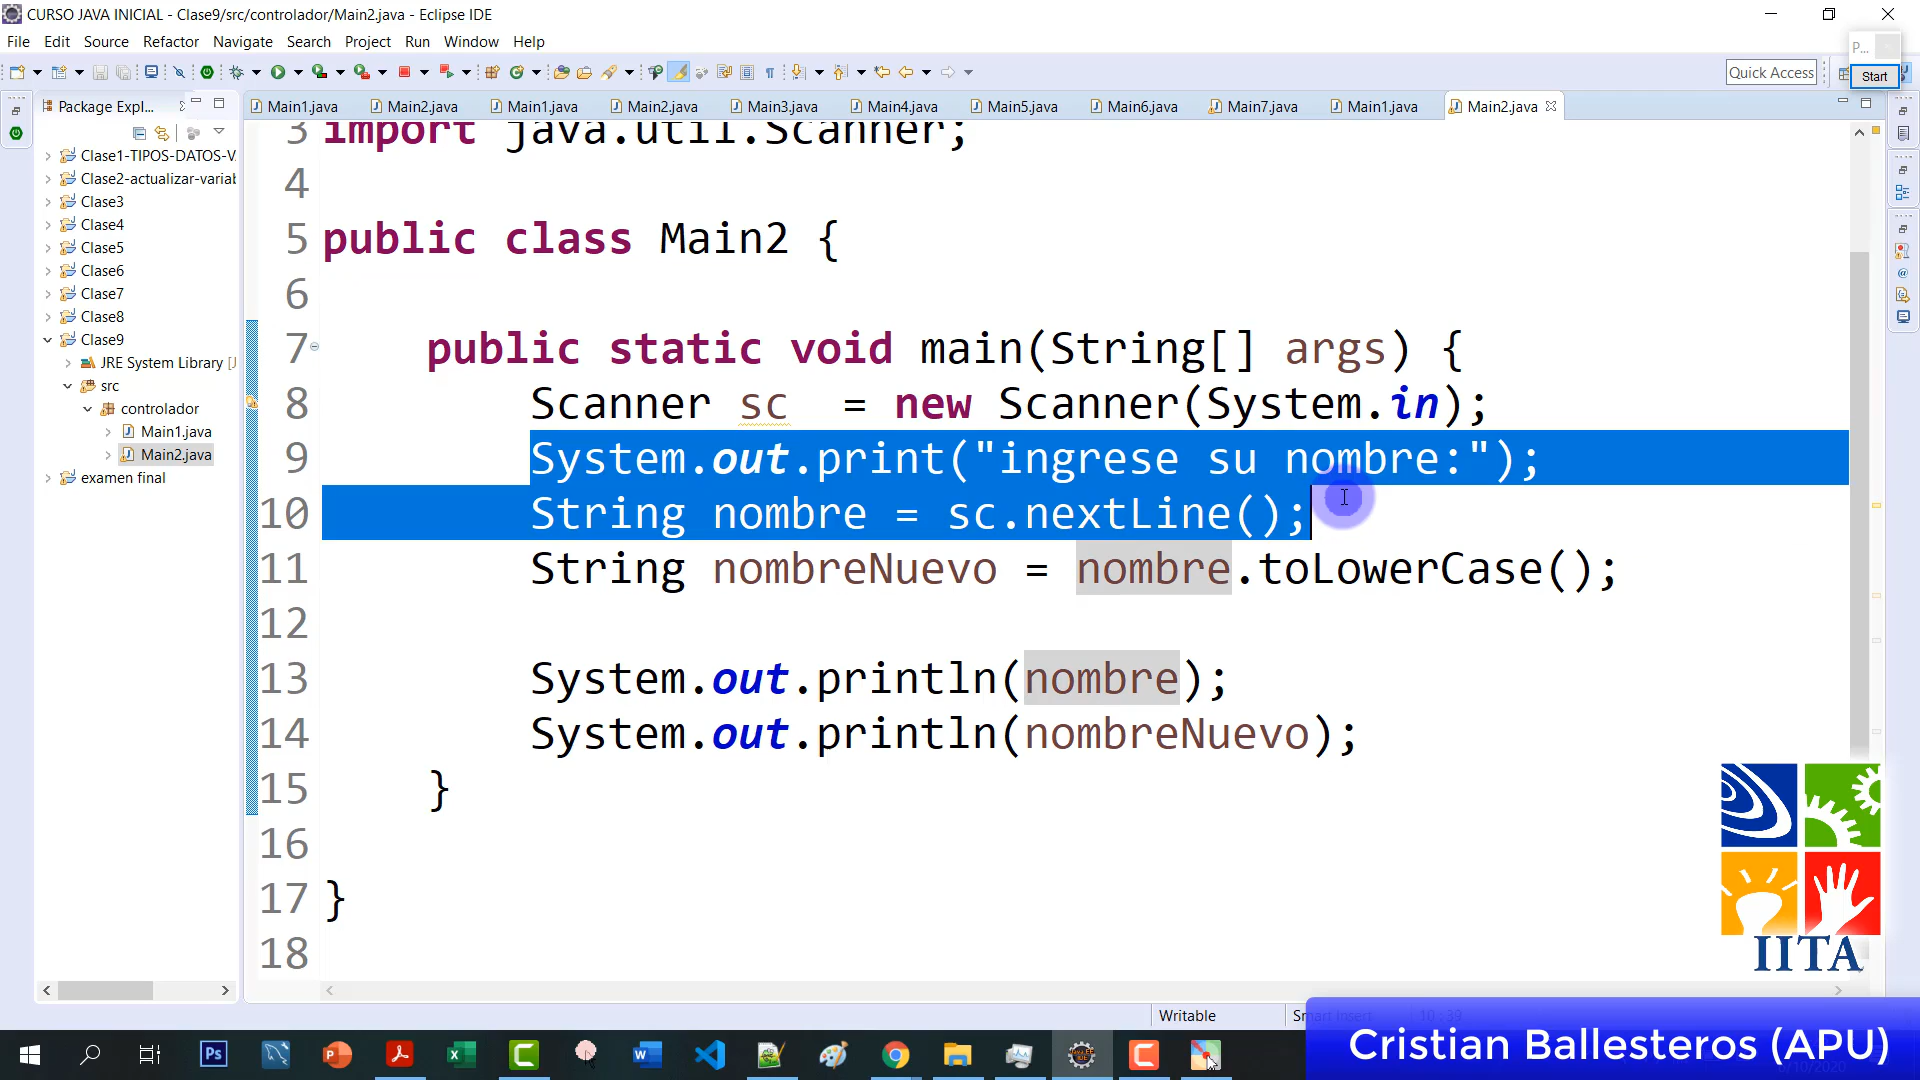 CURSO JAVA INICIAL - Clase9/src/controlador/Main2.java - Eclipse IDE
File Edit Source Refactor Navigate Search Project Run Window Help
P...
Quick Access
Start
Package Expl...
Main1.java Main2.java Main1.java Main2.java Main3.java Main4.java Main5.java Main6.java Main7.java Main1.java Main2.java
Clase1-TIPOS-DATOS-V
Clase2-actualizar-variab
Clase3
Clase4
Clase5
Clase6
Clase7
Clase8
Clase9
JRE System Library [J
src
controlador
Main1.java
Main2.java
examen final
3 import java.util.Scanner;
4
5 public class Main2 {
6
7 public static void main(String[] args) {
8 Scanner sc = new Scanner(System.in);
9 System.out.print("ingrese su nombre:");
10 String nombre = sc.nextLine();
11 String nombreNuevo = nombre.toLowerCase();
12
13 System.out.println(nombre);
14 System.out.println(nombreNuevo);
15 }
16
17 }
18
IITA
Writable
Cristian Ballesteros (APU)